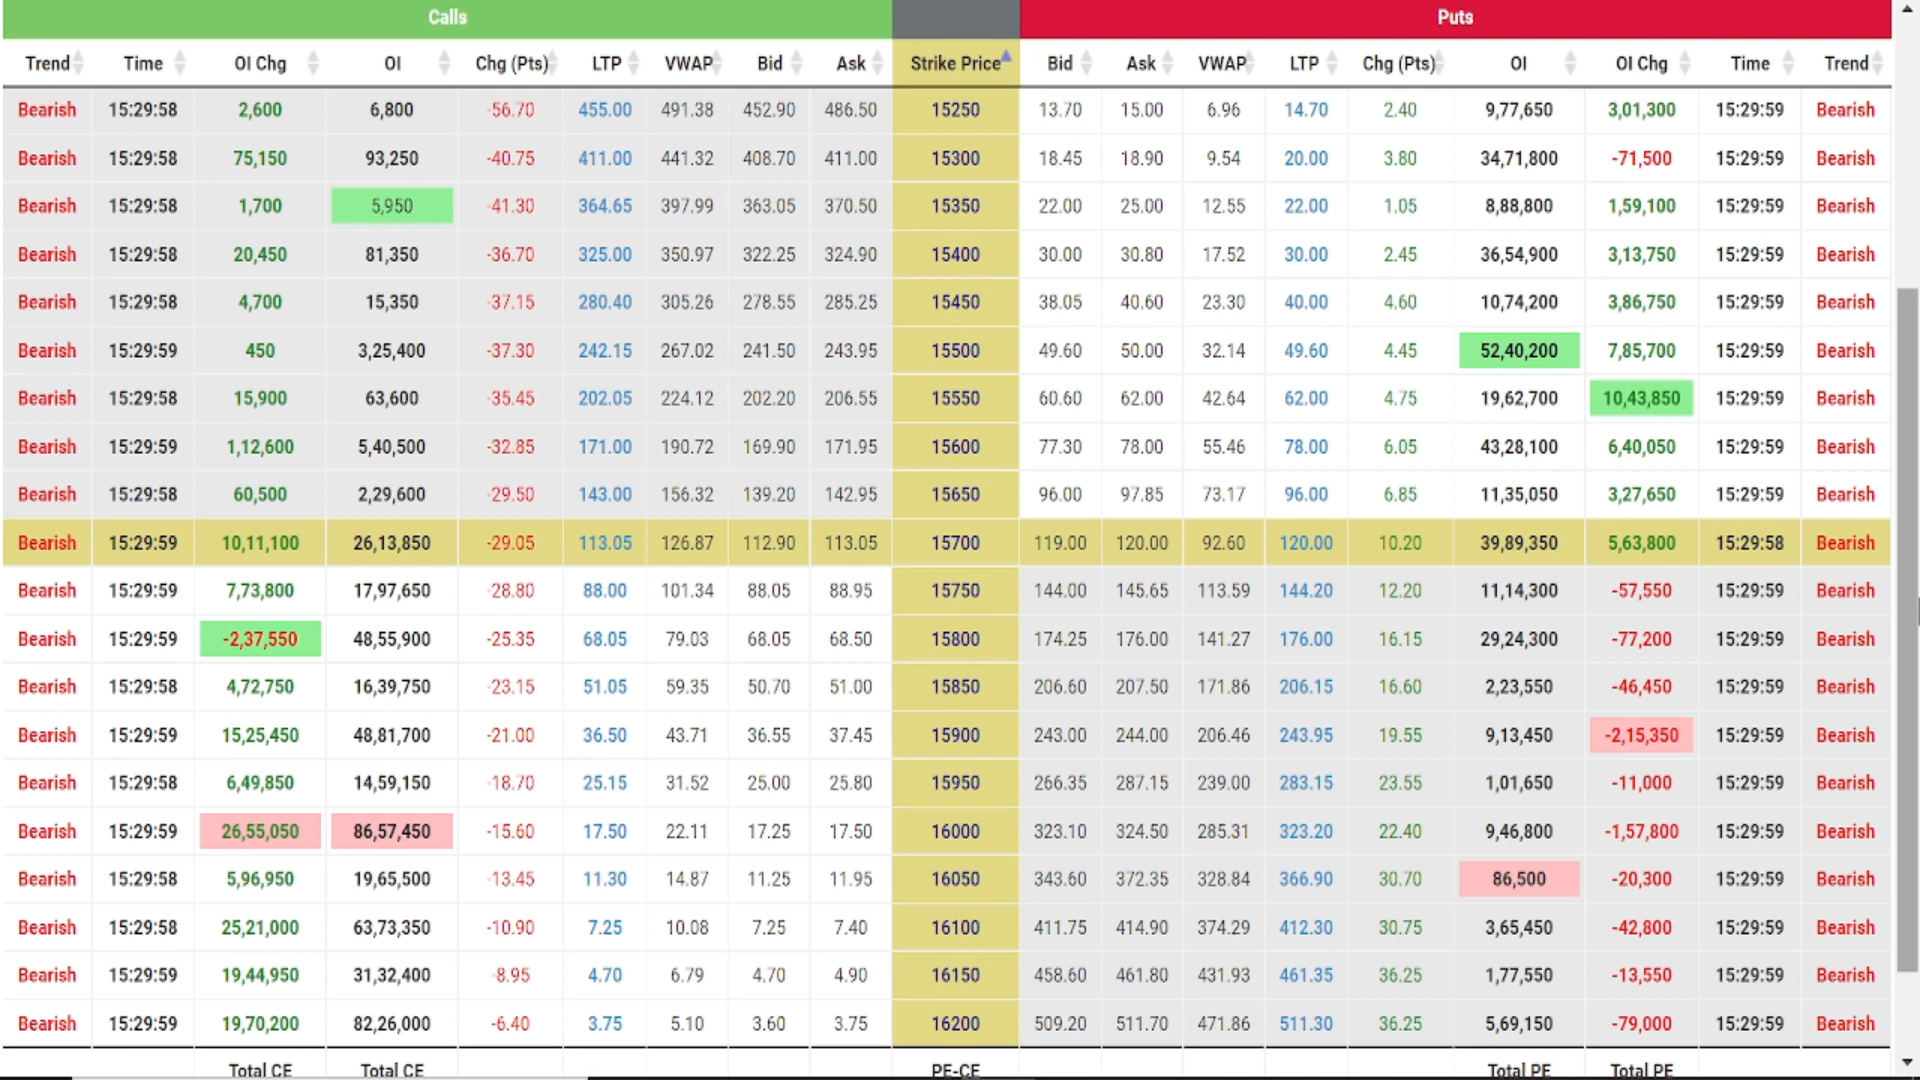 Calls Puts
Trend Time OI Chg OI Chg (Pts) LTP VWAP Bid Ask Strike Price Bid Ask VWAP LTP Chg (Pts) OI OI Chg Time Trend
Bearish 15:29:58 2,600 6,800 -56.70 455.00 491.38 452.90 486.50 15250 13.70 15.00 6.96 14.70 2.40 9,77,650 3,01,300 15:29:59 Bearish
Bearish 15:29:58 75,150 93,250 -40.75 411.00 441.32 408.70 411.00 15300 18.45 18.90 9.54 20.00 3.80 34,71,800 -71,500 15:29:59 Bearish
Bearish 15:29:58 1,700 5,950 -41.30 364.65 397.99 363.05 370.50 15350 22.00 25.00 12.55 22.00 1.05 8,88,800 1,59,100 15:29:59 Bearish
Bearish 15:29:58 20,450 81,350 -36.70 325.00 350.97 322.25 324.90 15400 30.00 30.80 17.52 30.00 2.45 36,54,900 3,13,750 15:29:59 Bearish
Bearish 15:29:58 4,700 15,350 -37.15 280.40 305.26 278.55 285.25 15450 38.05 40.60 23.30 40.00 4.60 10,74,200 3,86,750 15:29:59 Bearish
Bearish 15:29:59 450 3,25,400 -37.30 242.15 267.02 241.50 243.95 15500 49.60 50.00 32.14 49.60 4.45 52,40,200 7,85,700 15:29:59 Bearish
Bearish 15:29:58 15,900 63,600 -35.45 202.05 224.12 202.20 206.55 15550 60.60 62.00 42.64 62.00 4.75 19,62,700 10,43,850 15:29:59 Bearish
Bearish 15:29:59 1,12,600 5,40,500 -32.85 171.00 190.72 169.90 171.95 15600 77.30 78.00 55.46 78.00 6.05 43,28,100 6,40,050 15:29:59 Bearish
Bearish 15:29:58 60,500 2,29,600 -29.50 143.00 156.32 139.20 142.95 15650 96.00 97.85 73.17 96.00 6.85 11,35,050 3,27,650 15:29:59 Bearish
Bearish 15:29:59 10,11,100 26,13,850 -29.05 113.05 126.87 112.90 113.05 15700 119.00 120.00 92.60 120.00 10.20 39,89,350 5,63,800 15:29:58 Bearish
Bearish 15:29:59 7,73,800 17,97,650 -28.80 88.00 101.34 88.05 88.95 15750 144.00 145.65 113.59 144.20 12.20 11,14,300 -57,550 15:29:59 Bearish
Bearish 15:29:59 -2,37,550 48,55,900 -25.35 68.05 79.03 68.05 68.50 15800 174.25 176.00 141.27 176.00 16.15 29,24,300 -77,200 15:29:59 Bearish
Bearish 15:29:58 4,72,750 16,39,750 -23.15 51.05 59.35 50.70 51.00 15850 206.60 207.50 171.86 206.15 16.60 2,23,550 -46,450 15:29:59 Bearish
Bearish 15:29:59 15,25,450 48,81,700 -21.00 36.50 43.71 36.55 37.45 15900 243.00 244.00 206.46 243.95 19.55 9,13,450 -2,15,350 15:29:59 Bearish
Bearish 15:29:58 6,49,850 14,59,150 -18.70 25.15 31.52 25.00 25.80 15950 266.35 287.15 239.00 283.15 23.55 1,01,650 -11,000 15:29:59 Bearish
Bearish 15:29:59 26,55,050 86,57,450 -15.60 17.50 22.11 17.25 17.50 16000 323.10 324.50 285.31 323.20 22.40 9,46,800 -1,57,800 15:29:59 Bearish
Bearish 15:29:58 5,96,950 19,65,500 -13.45 11.30 14.87 11.25 11.95 16050 343.60 372.35 328.84 366.90 30.70 86,500 -20,300 15:29:59 Bearish
Bearish 15:29:58 25,21,000 63,73,350 -10.90 7.25 10.08 7.25 7.40 16100 411.75 414.90 374.29 412.30 30.75 3,65,450 -42,800 15:29:59 Bearish
Bearish 15:29:59 19,44,950 31,32,400 -8.95 4.70 6.79 4.70 4.90 16150 458.60 461.80 431.93 461.35 36.25 1,77,550 -13,550 15:29:59 Bearish
Bearish 15:29:59 19,70,200 82,26,000 -6.40 3.75 5.10 3.60 3.75 16200 509.20 511.70 471.86 511.30 36.25 5,69,150 -79,000 15:29:59 Bearish
Total CE Total CE PE-CE Total PE Total PE